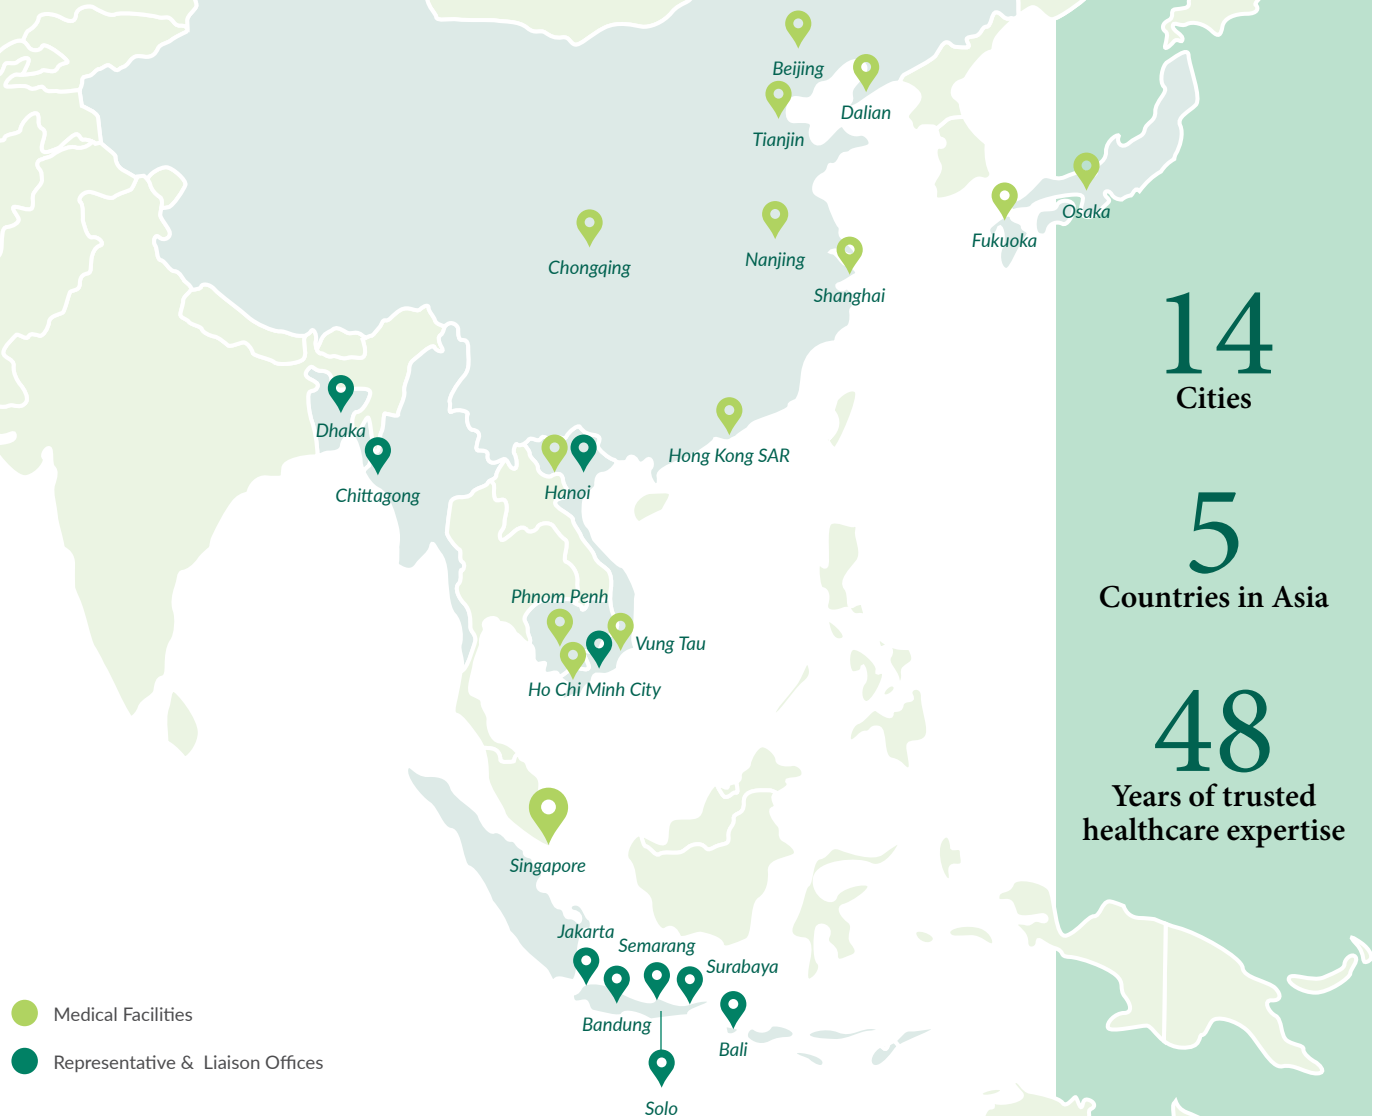 Beijing
Dalian
Tianjin
Osaka
Fukuoka
Chongqing
Nanjing
Shanghai
14
Cities
Dhaka
Hong Kong SAR
Chittagong
Hanoi
5
Countries in Asia
Phnom Penh
Vung Tau
Ho Chi Minh City
48
Years of trusted
healthcare expertise
Singapore
Jakarta
Semarang
Surabaya
Bandung
Bali
Solo
Medical Facilities
Representative & Liaison Offices